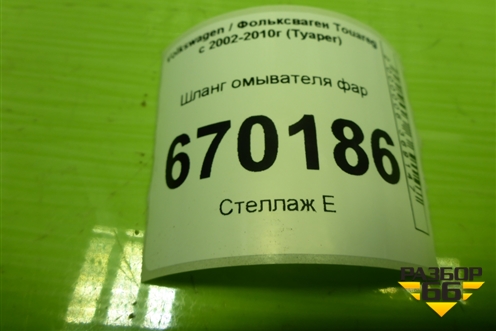 Volkswagen / Фольксваген Touareg
с 2002-2010г (Туарег)
Шланг омывателя фар
670186
Стеллаж Е
РАЗБОР
66